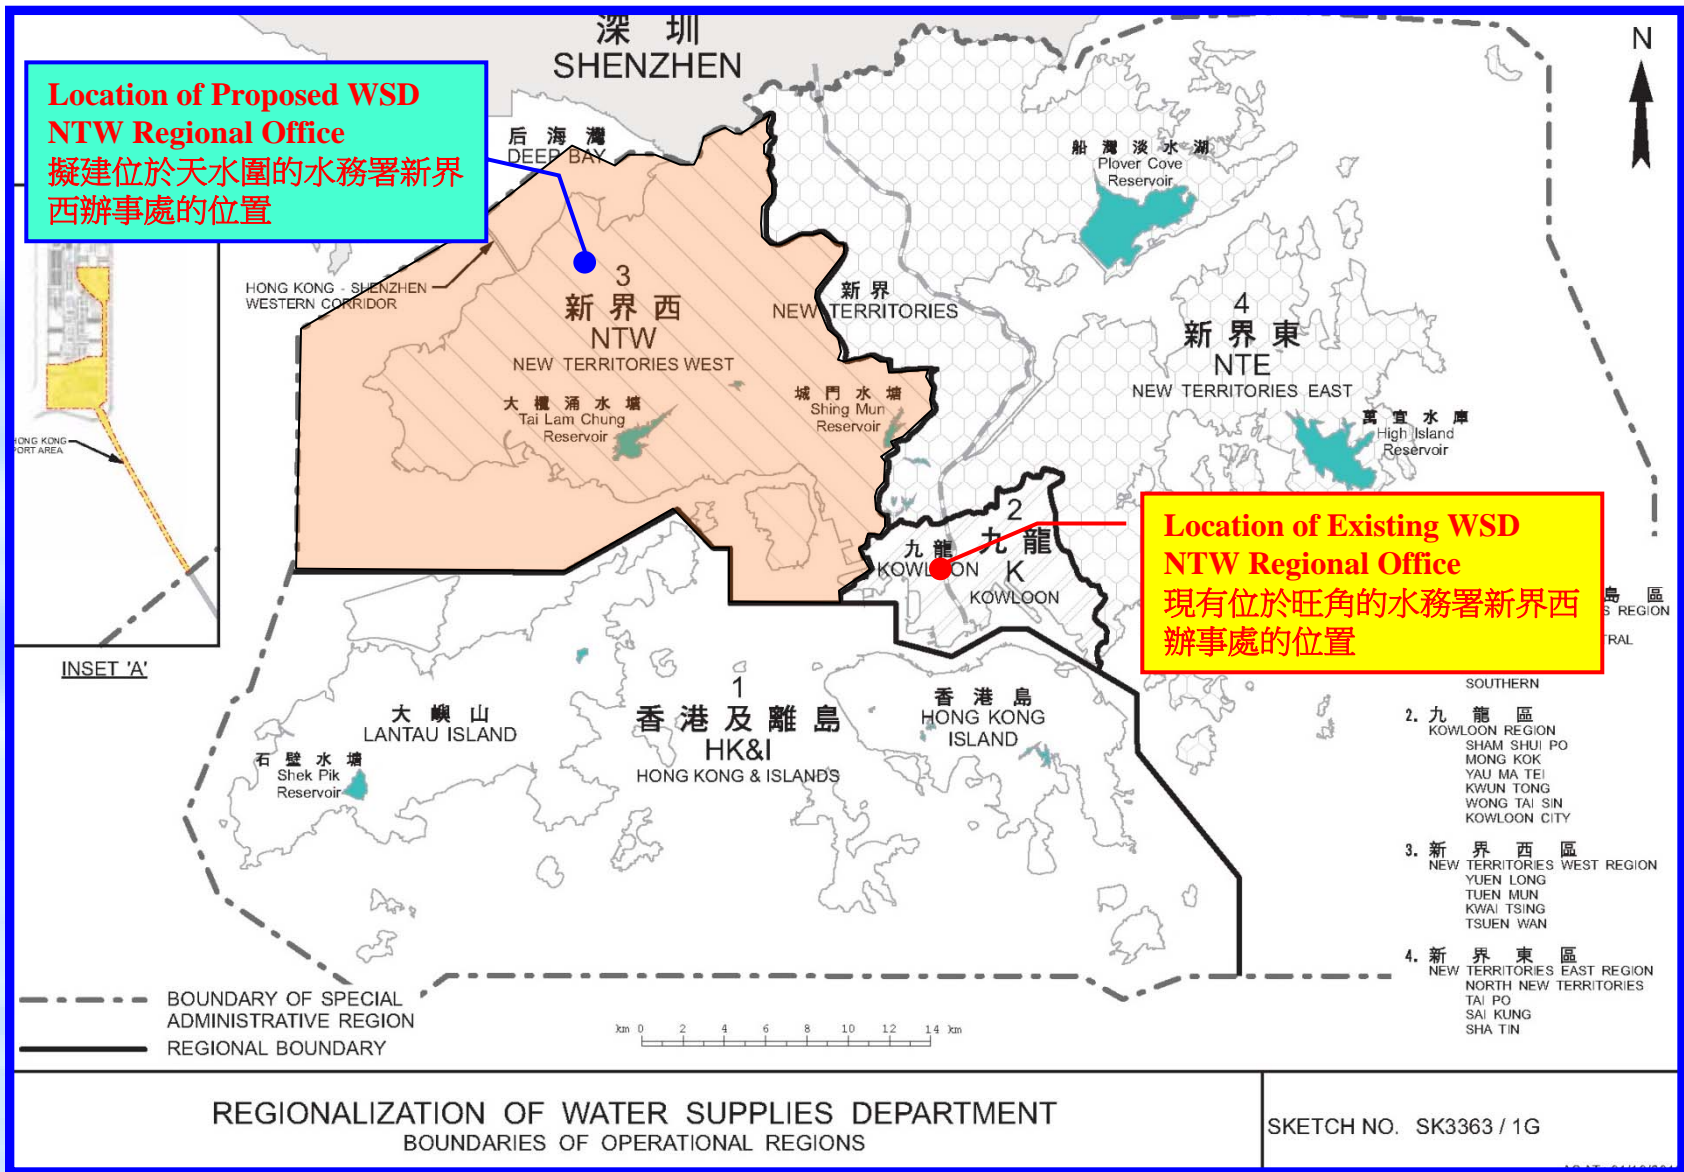 深 圳
SHENZHEN
N
Location of Proposed WSD
NTW Regional Office
擬建位於天水圍的水務署新界
西辦事處的位置
后 海 灣
DEEP BAY
船 灣 淡 水 湖
Plover Cove
Reservoir
HONG KONG - SHENZHEN
WESTERN CORRIDOR
3
新 界 西
NTW
NEW TERRITORIES WEST
新 界
NEW TERRITORIES
4
新 界 東
NTE
NEW TERRITORIES EAST
大 欖 涌 水 塘
Tai Lam Chung
Reservoir
城 門 水 塘
Shing Mun
Reservoir
萬 宜 水 庫
High Island
Reservoir
HONG KONG
PORT AREA
INSET 'A'
2
九 龍
K
KOWLOON
九 龍
KOWLOON
Location of Existing WSD
NTW Regional Office
現有位於旺角的水務署新界西
辦事處的位置
島 區
S REGION
TRAL
SOUTHERN
1
香 港 及 離 島
HK&I
HONG KONG & ISLANDS
大 嶼 山
LANTAU ISLAND
香 港 島
HONG KONG
ISLAND
石 壁 水 塘
Shek Pik
Reservoir
2. 九 龍 區
KOWLOON REGION
SHAM SHUI PO
MONG KOK
YAU MA TEI
KWUN TONG
WONG TAI SIN
KOWLOON CITY
3. 新 界 西 區
NEW TERRITORIES WEST REGION
YUEN LONG
TUEN MUN
KWAI TSING
TSUEN WAN
4. 新 界 東 區
NEW TERRITORIES EAST REGION
NORTH NEW TERRITORIES
TAI PO
SAI KUNG
SHA TIN
BOUNDARY OF SPECIAL
ADMINISTRATIVE REGION
REGIONAL BOUNDARY
km 0 2 4 6 8 10 12 14 km
REGIONALIZATION OF WATER SUPPLIES DEPARTMENT
BOUNDARIES OF OPERATIONAL REGIONS
SKETCH NO. SK3363 / 1G